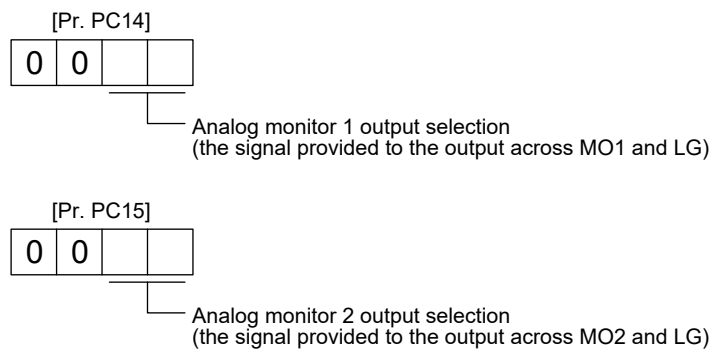 [Pr. PC14]
0 0
Analog monitor 1 output selection
(the signal provided to the output across MO1 and LG)
[Pr. PC15]
0 0
Analog monitor 2 output selection
(the signal provided to the output across MO2 and LG)